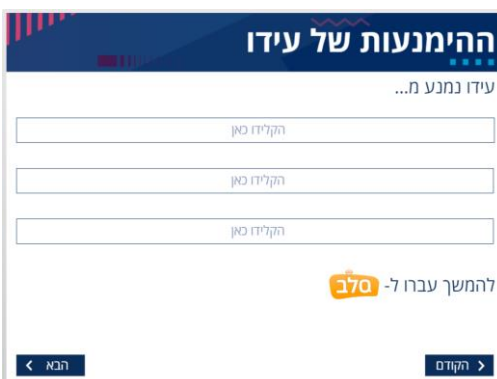 ההימנעות של עידו
עידו נמנע מ...
הקלידו כאן
הקלידו כאן
הקלידו כאן
להמשך עברו ל- סלב
הקודם
הבא